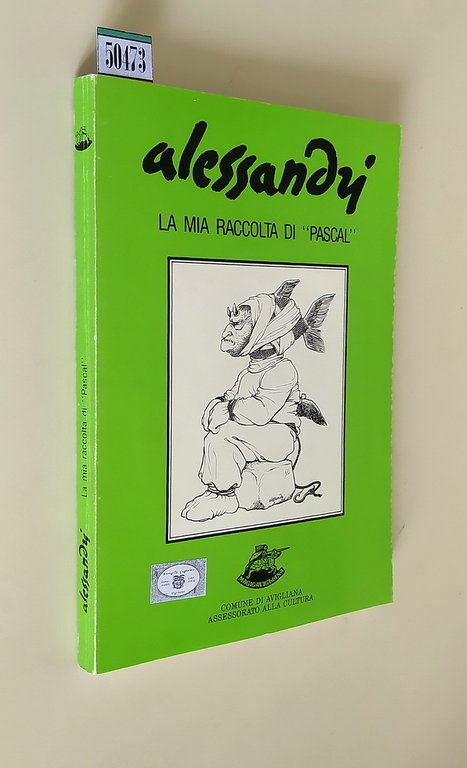 50473
alessandri
LA MIA RACCOLTA DI "PASCAL"
COMUNE DI AVIGLIANA
ASSESSORATO ALLA CULTURA
alessandri La mia raccolta di "Pascal"